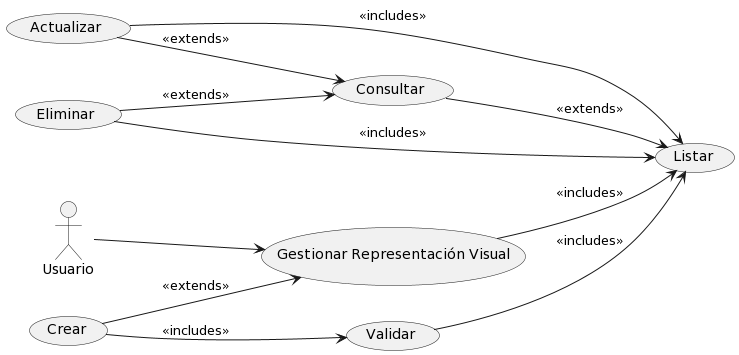 Actualizar
«includes»
«extends»
Consultar
«extends»
Eliminar
«extends»
«includes»
Listar
Usuario
«includes»
Gestionar Representación Visual
«includes»
«extends»
Crear
«includes»
Validar